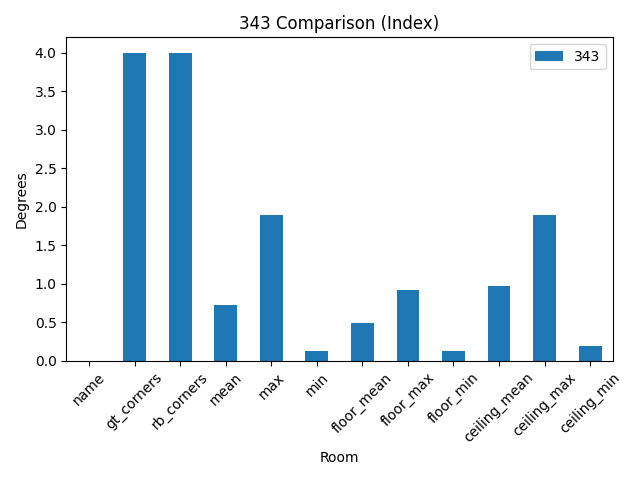 343 Comparison (Index)
343
Degrees
4.0
3.5
3.0
2.5
2.0
1.5
1.0
0.5
0.0
name
gt_corners
rb_corners
mean
max
min
floor_mean
floor_max
floor_min
ceiling_mean
ceiling_max
ceiling_min
Room